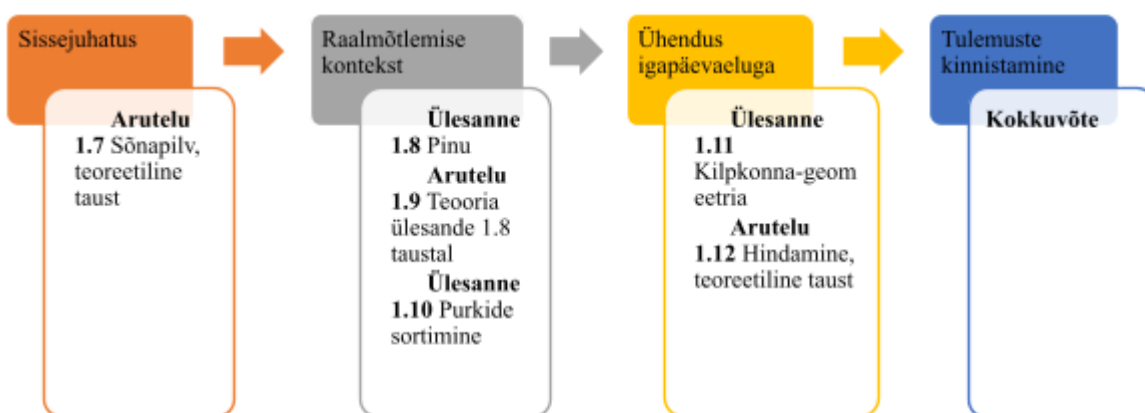 Sissejuhatus
Arutelu
1.7 Sõnapilv,
teoreetiline
taust
Raalmõtlemise
kontekst
Ülesanne
1.8 Pinu
Arutelu
1.9 Teooria
ülesande 1.8
taustal
Ülesanne
1.10 Purkide
sortimine
Ühendus
igapäevaeluga
Ülesanne
1.11
Kilpkonna-geom
eetria
Arutelu
1.12 Hindamine,
teoreetiline taust
Tulemuste
kinnistamine
Kokkuvõte